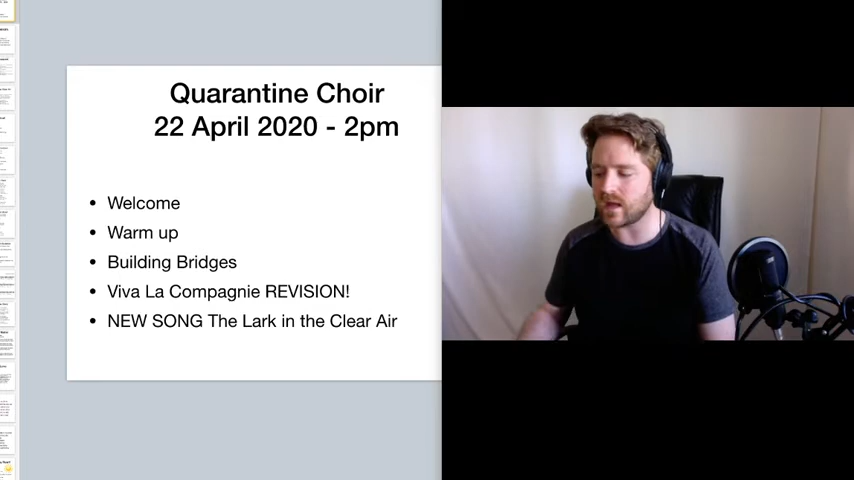 Quarantine Choir
22 April 2020 - 2pm
• Welcome
• Warm up
• Building Bridges
• Viva La Compagnie REVISION!
• NEW SONG The Lark in the Clear Air